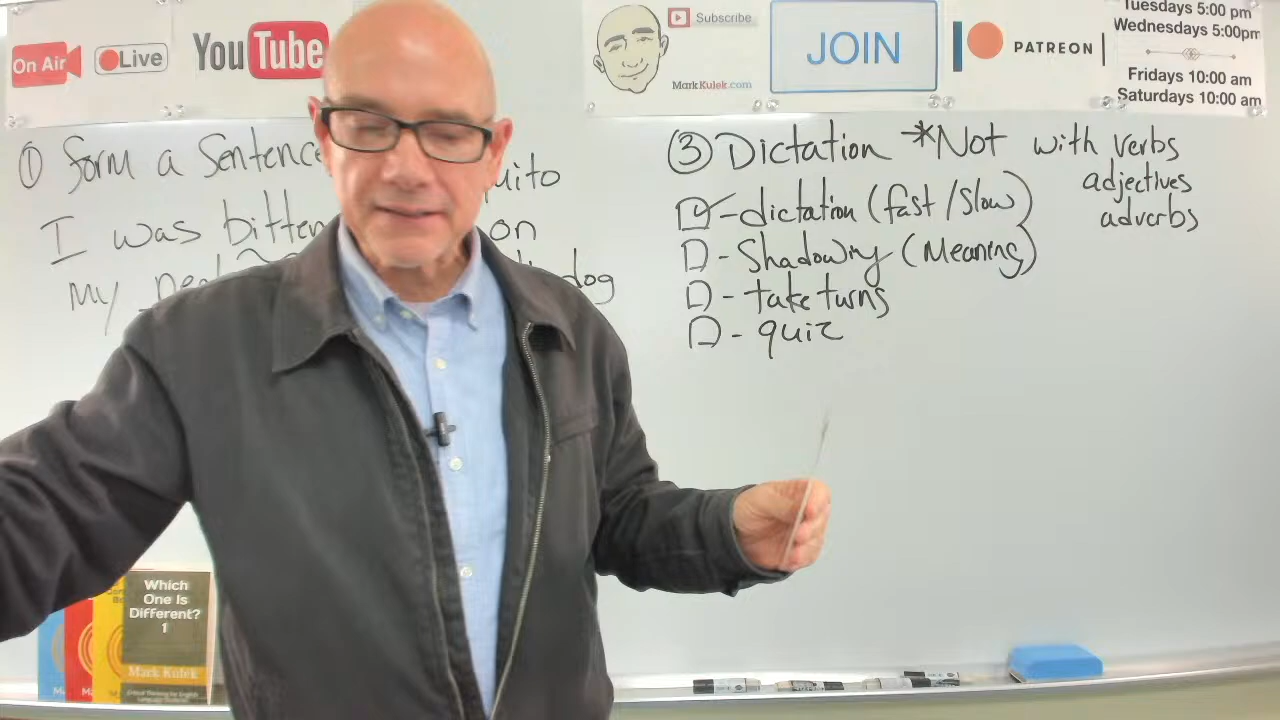 On Air
Live
YouTube
Subscribe
MarkKulek.com
JOIN
PATREON
Tuesdays 5:00 pm
Wednesdays 5:00pm
Fridays 10:00 am
Saturdays 10:00 am
① form a Sentence
I was bitten on
my dog
③ Dictation *Not with verbs
adjectives
adverbs
- dictation (fast/slow)
- Shadowing (Meaning)
- take turns
- quiz
Which
One Is
Different?
1
Mark Kulek